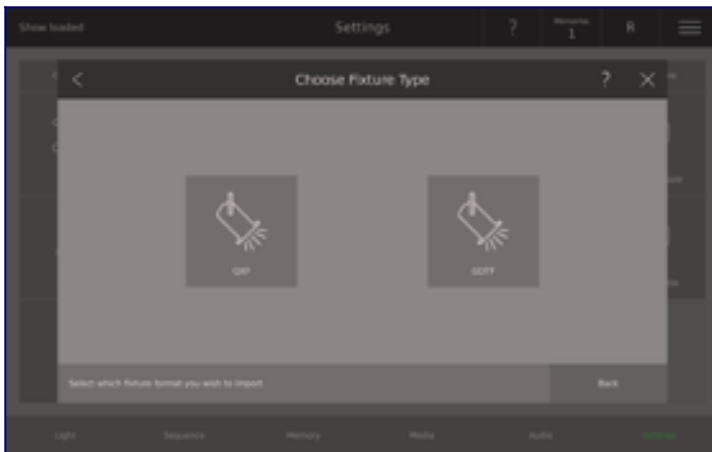 Show loaded
Settings
?
Memories
1
R
<
Choose Fixture Type
?
QXF
GDTF
Select which fixture format you wish to import
Back
Light
Sequence
Memory
Media
Audio
Settings